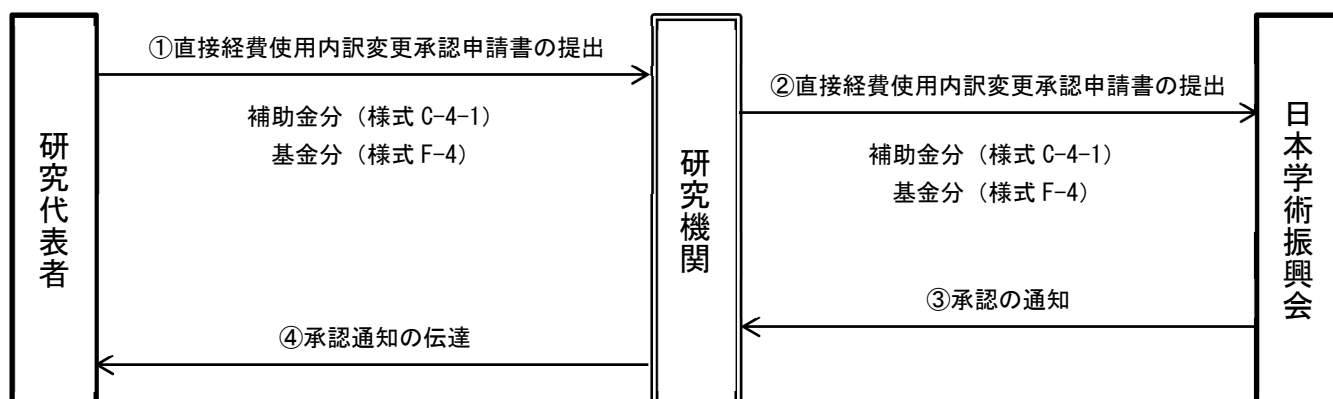 研究代表者
①直接経費使用内訳変更承認申請書の提出
補助金分（様式 C-4-1）
基金分（様式 F-4）
④承認通知の伝達
研究機関
②直接経費使用内訳変更承認申請書の提出
補助金分（様式 C-4-1）
基金分（様式 F-4）
③承認の通知
日本学術振興会